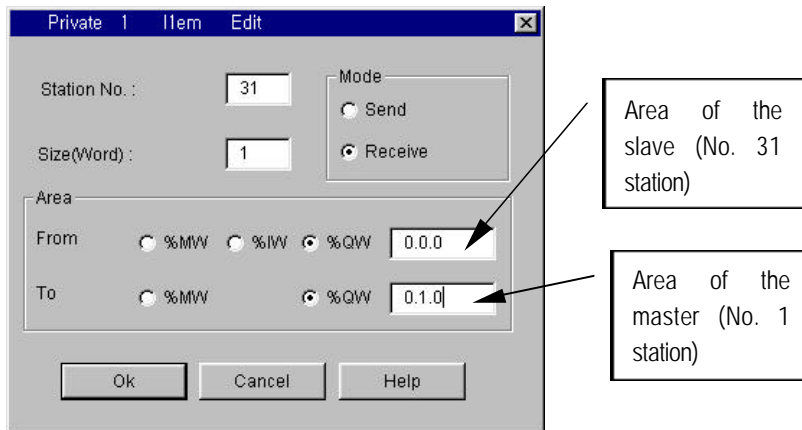 Private 1 I1em Edit
Station No. :
31
Size(Word) :
1
Mode
Send
Receive
Area
From %MW %IW %QW 0.0.0
To %MW %QW 0.1.0
Ok Cancel Help
Area of the
slave (No. 31
station)
Area of the
master (No. 1
station)